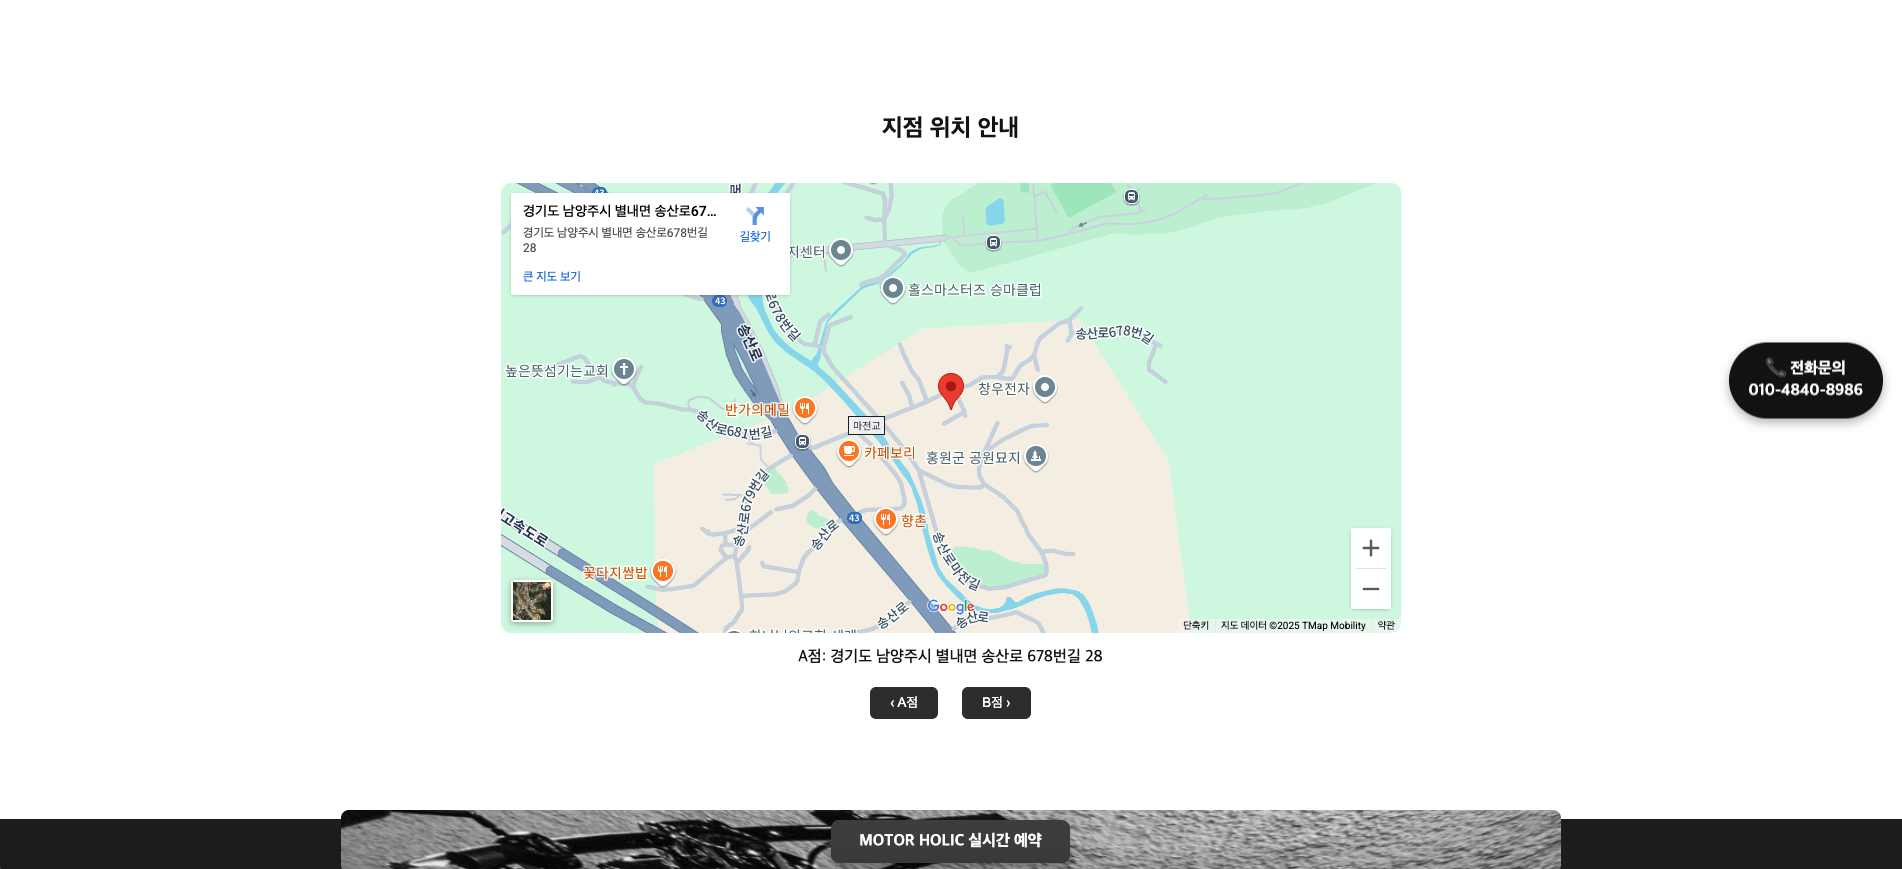 지점 위치 안내
43
로
경기도 남양주시 별내면 송산로67...
경기도 남양주시 별내면 송산로678번길
28
길찾기
큰 지도 보기
지센터
홀스마스터즈 승마클럽
43
로678번길
송산로
송산로678번길
높은뜻섬기는교회
창우전자
반가의메밀
마전교
송산로681번길
카페보리
홍원군 공원묘지
송산로679번길
43
향촌
고속도로
송산로
송산로마전길
꽃다지쌈밥
Google
송산로
송산로
단축키
지도 데이터 ©2025 TMap Mobility
약관
A점: 경기도 남양주시 별내면 송산로 678번길 28
‹ A점
B점 ›
전화문의
010-4840-8986
MOTOR HOLIC 실시간 예약